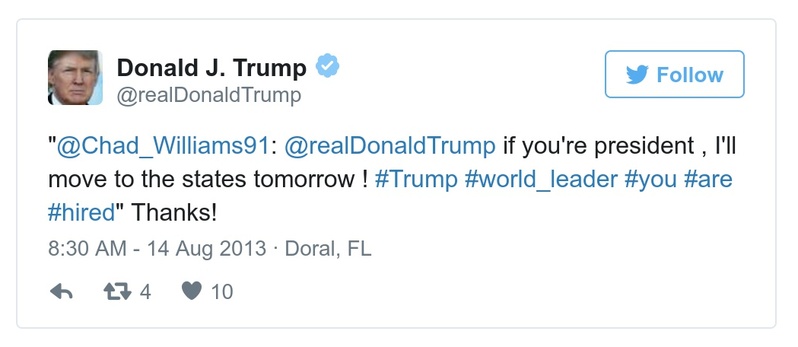 Donald J. Trump
@realDonaldTrump
Follow
"@Chad_Williams91: @realDonaldTrump if you're president , I'll
move to the states tomorrow ! #Trump #world_leader #you #are
#hired" Thanks!
8:30 AM - 14 Aug 2013 · Doral, FL
4
10